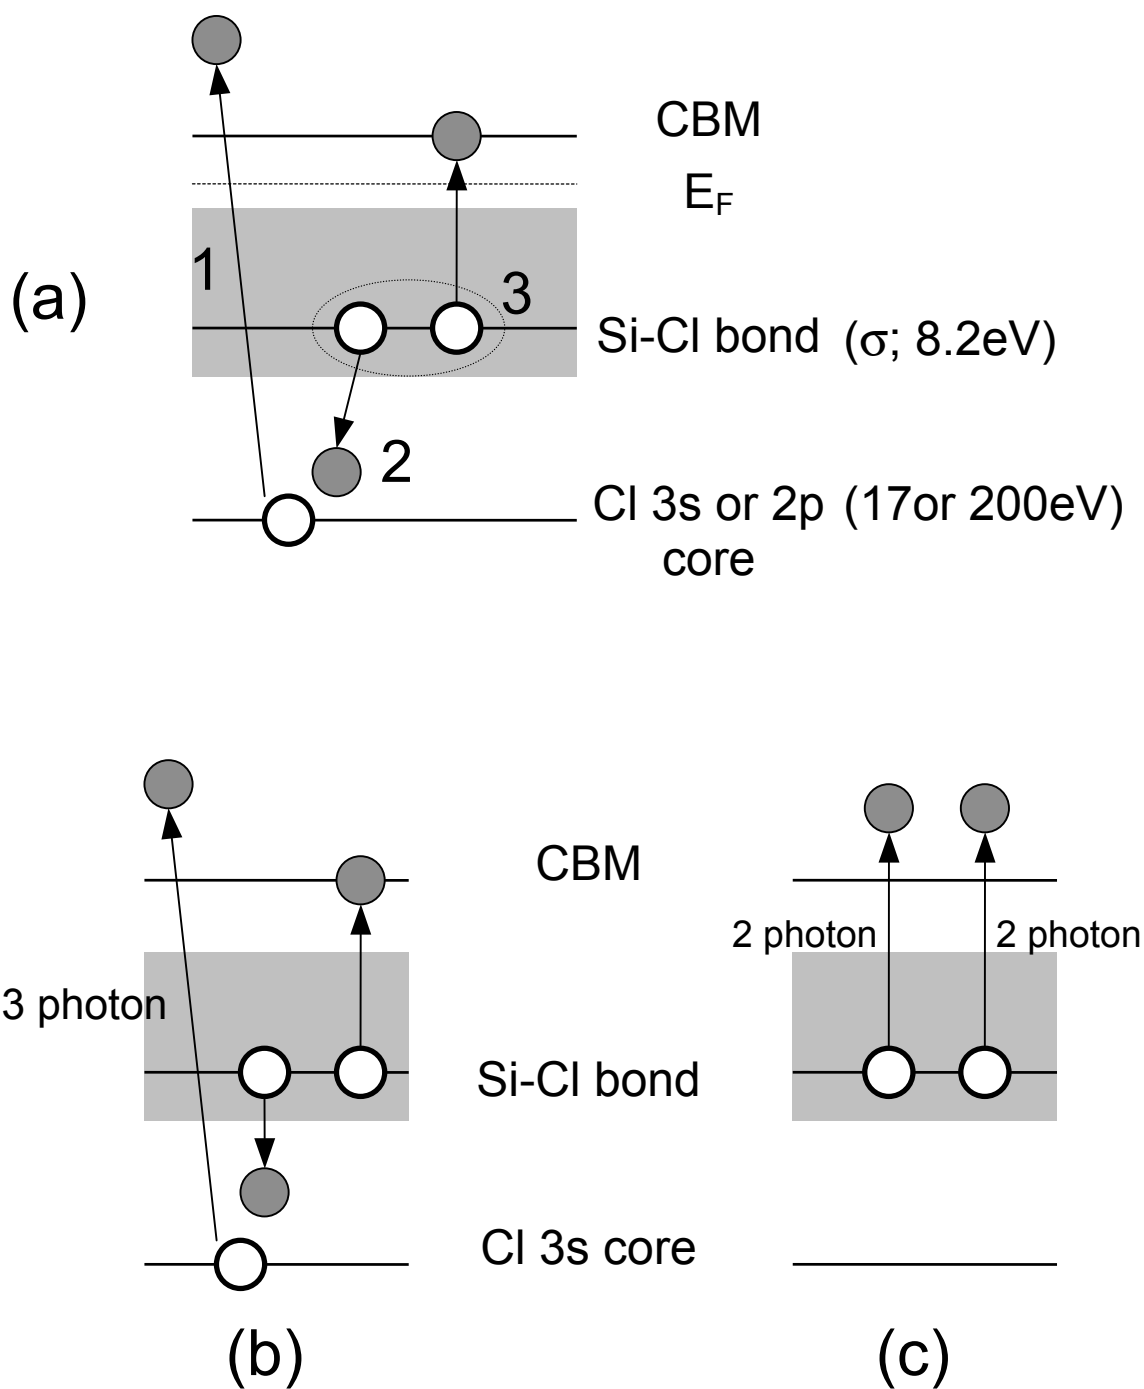 CBM
E_F
1
(a)
3
Si-Cl bond (σ; 8.2eV)
2
Cl 3s or 2p (17or 200eV)
core
CBM
2 photon
2 photon
3 photon
Si-Cl bond
Cl 3s core
(b)
(c)